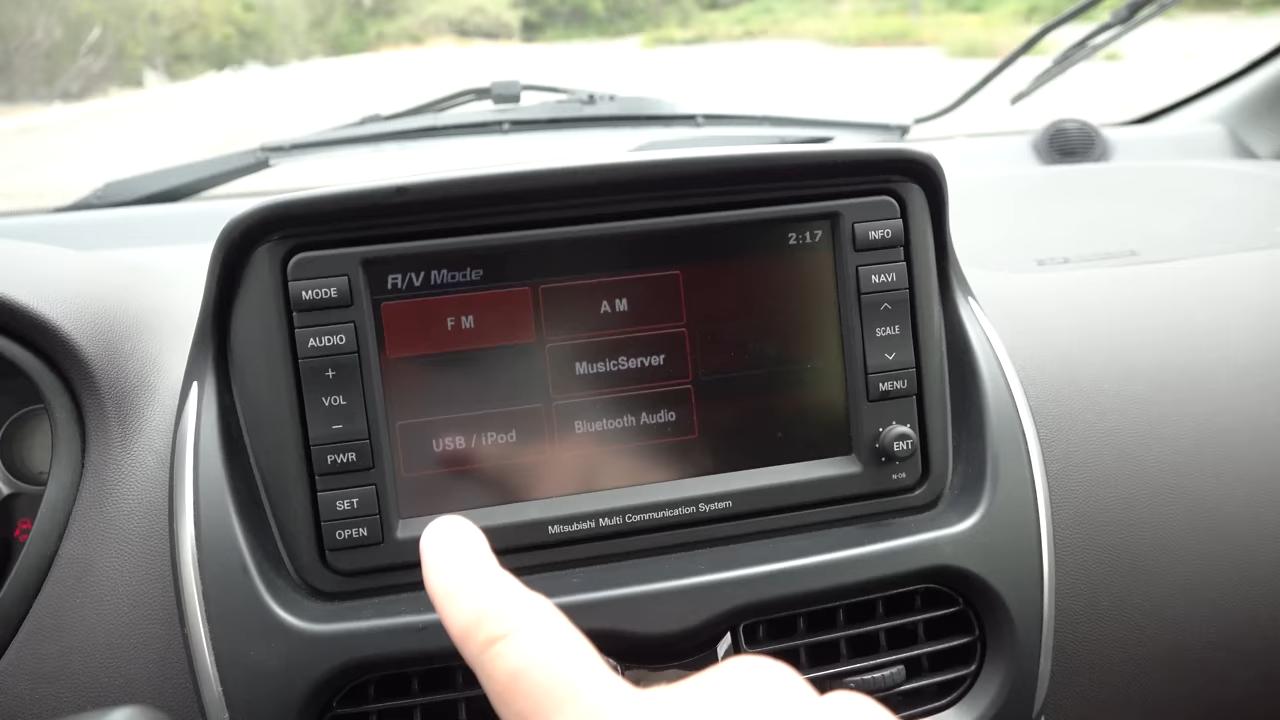 A/V Mode
2:17
FM
AM
MusicServer
USB / iPod
Bluetooth Audio
MODE
AUDIO
+
VOL
−
PWR
SET
OPEN
INFO
NAVI
SCALE
MENU
ENT
N-06
Mitsubishi Multi Communication System